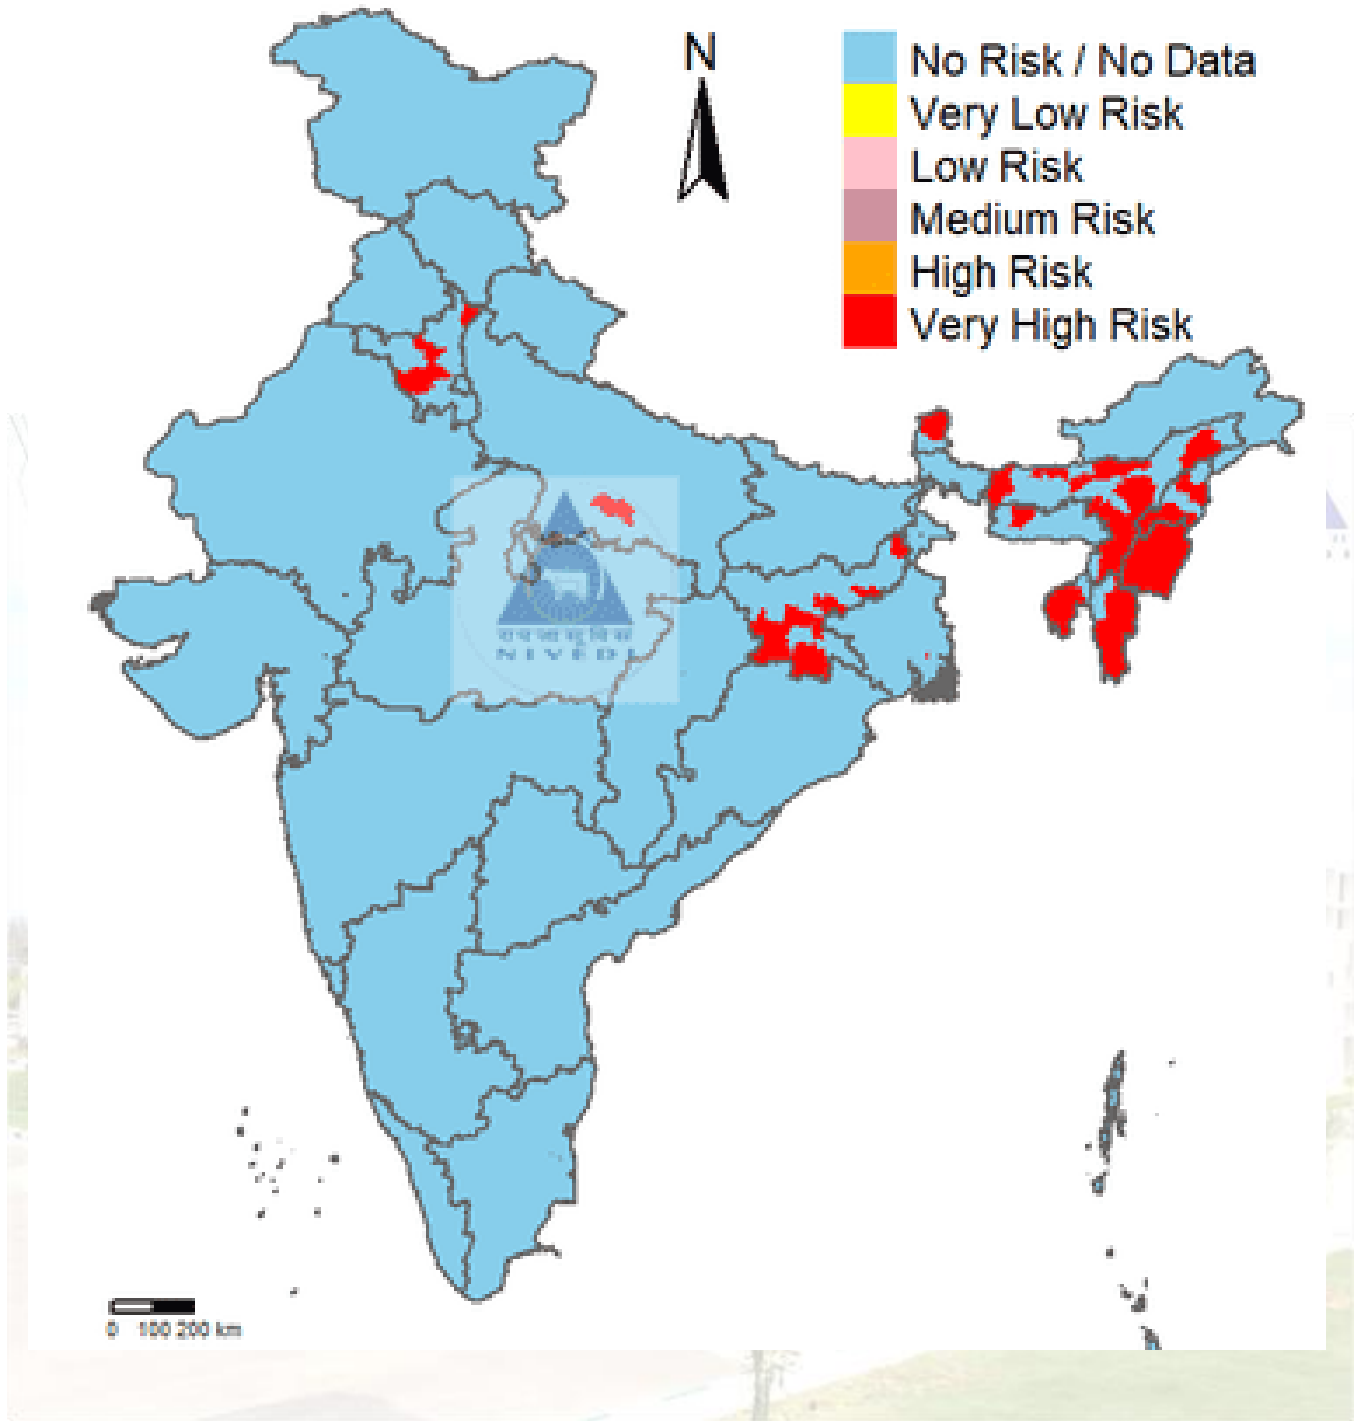 N
No Risk / No Data
Very Low Risk
Low Risk
Medium Risk
High Risk
Very High Risk
NIVEDI
0 100 200 km